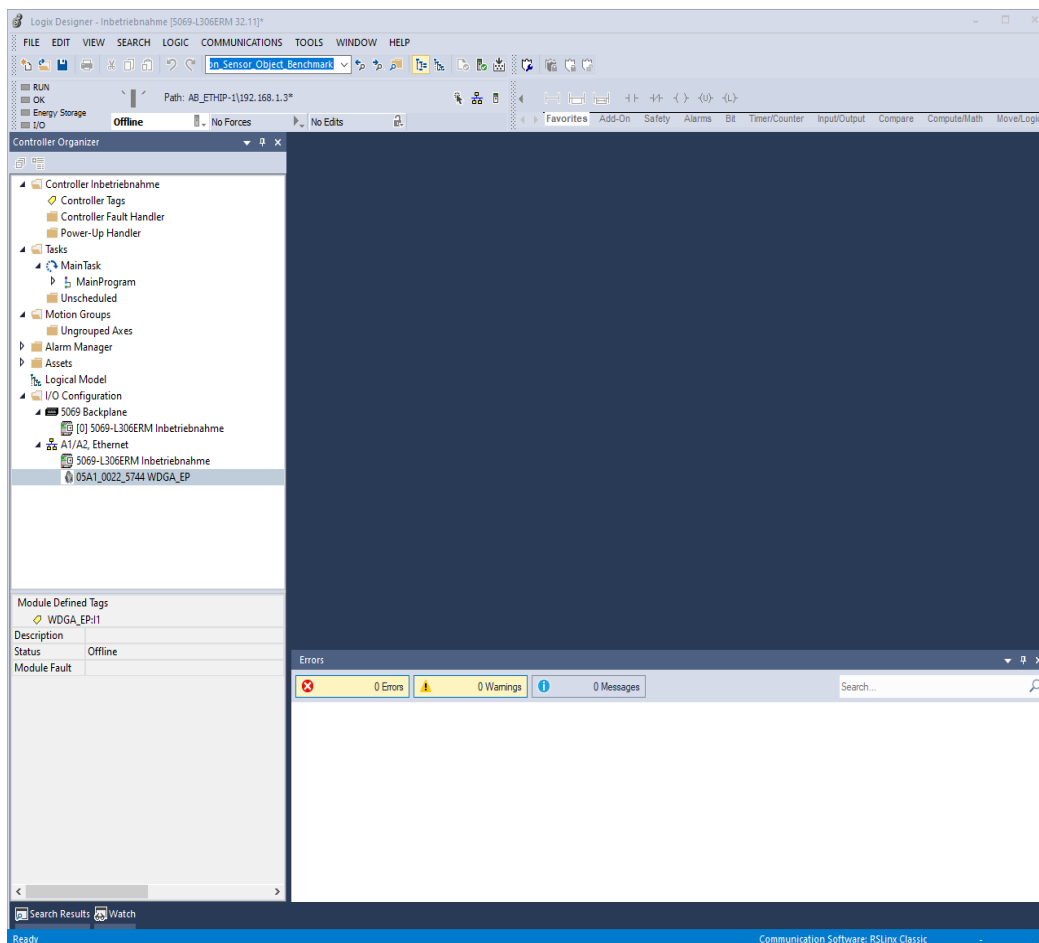 Logix Designer - Inbetriebnahme [5069-L306ERM 32.11]*
FILE EDIT VIEW SEARCH LOGIC COMMUNICATIONS TOOLS WINDOW HELP
on_Sensor_Object_Benchmark
RUN
OK
Energy Storage
I/O
Path: AB_ETHIP-1\192.168.1.3*
Offline No Forces No Edits
Favorites Add-On Safety Alarms Bit Timer/Counter Input/Output Compare Compute/Math Move/Logic
Controller Organizer
Controller Inbetriebnahme
Controller Tags
Controller Fault Handler
Power-Up Handler
Tasks
MainTask
MainProgram
Unscheduled
Motion Groups
Ungrouped Axes
Alarm Manager
Assets
Logical Model
I/O Configuration
5069 Backplane
[0] 5069-L306ERM Inbetriebnahme
A1/A2, Ethernet
5069-L306ERM Inbetriebnahme
05A1_0022_5744 WDGA_EP
Module Defined Tags
WDGA_EP:I1
Description
Status Offline
Module Fault
Errors
0 Errors 0 Warnings 0 Messages Search...
Search Results Watch
Ready Communication Software: RSLinx Classic